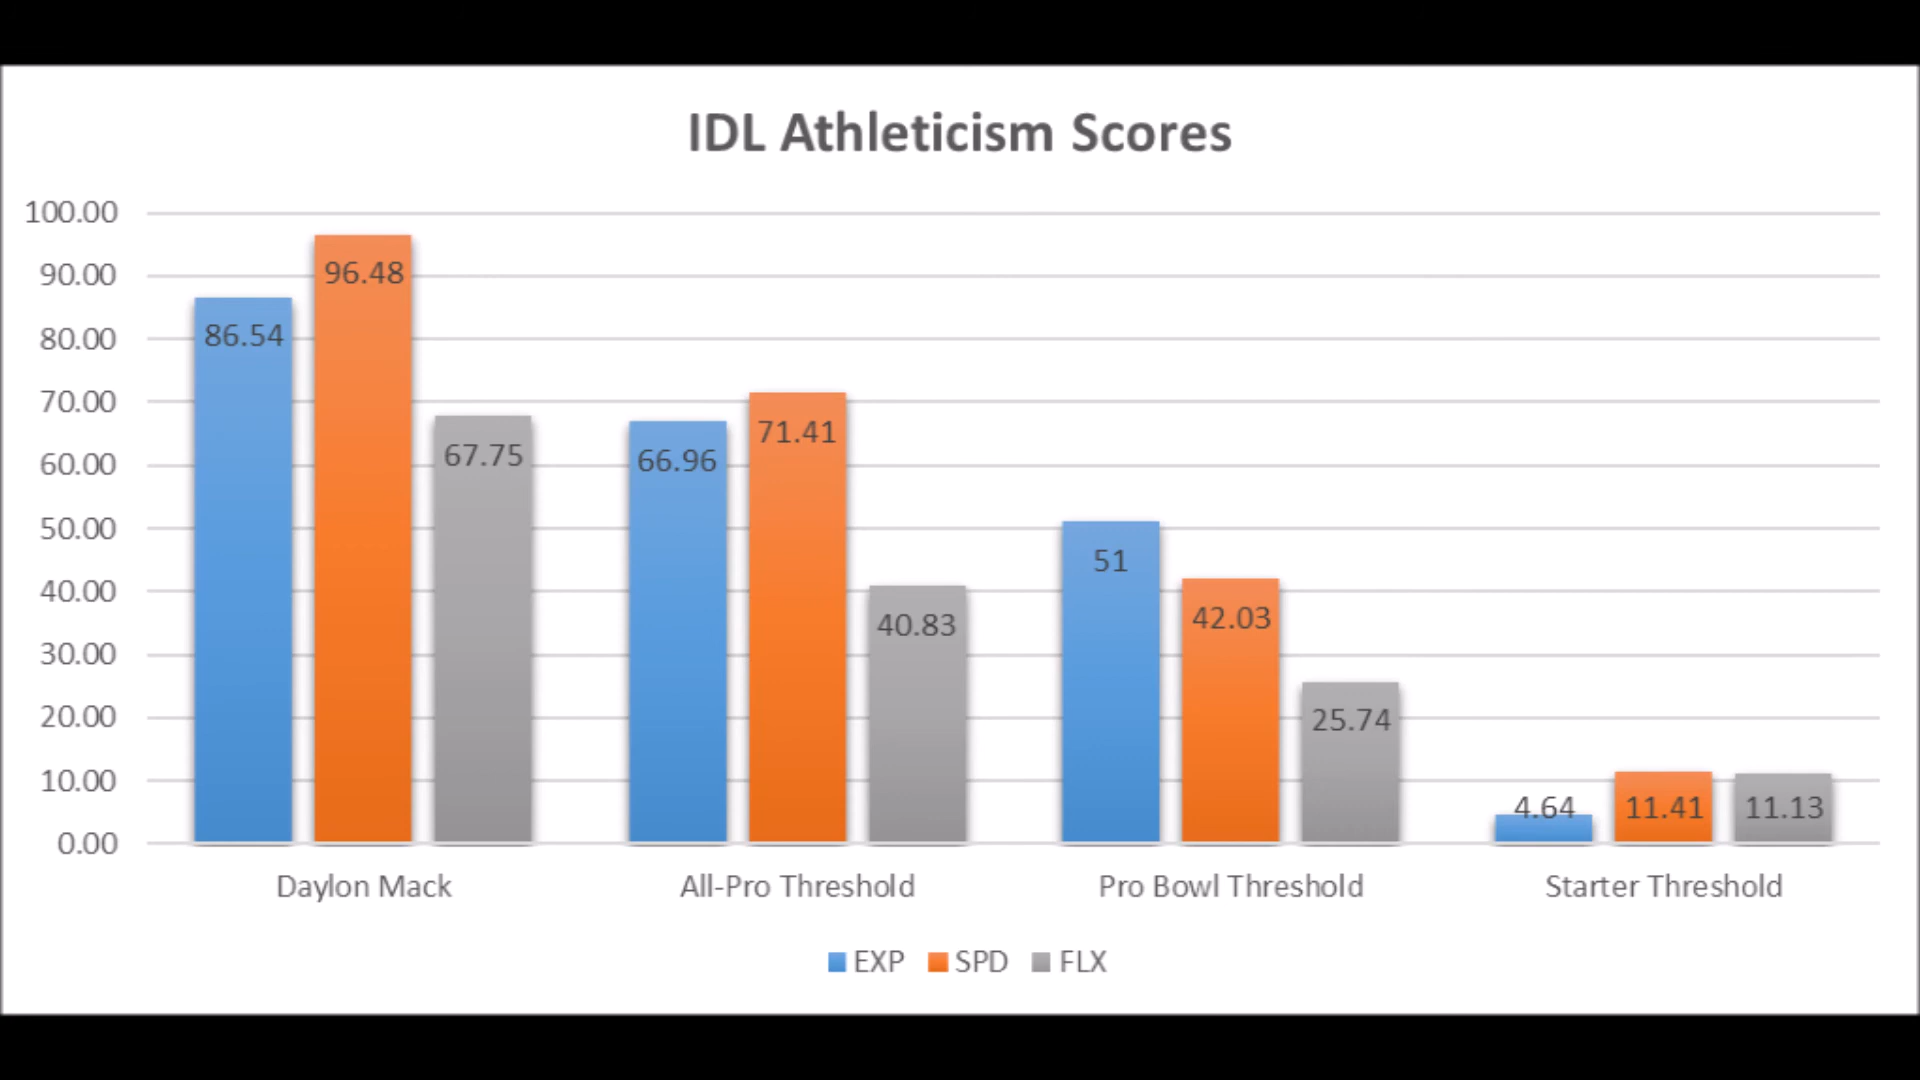 IDL Athleticism Scores
100.00
90.00
80.00
70.00
60.00
50.00
40.00
30.00
20.00
10.00
0.00
86.54 96.48 67.75
66.96 71.41 40.83
51 42.03 25.74
4.64 11.41 11.13
Daylon Mack All-Pro Threshold Pro Bowl Threshold Starter Threshold
EXP SPD FLX